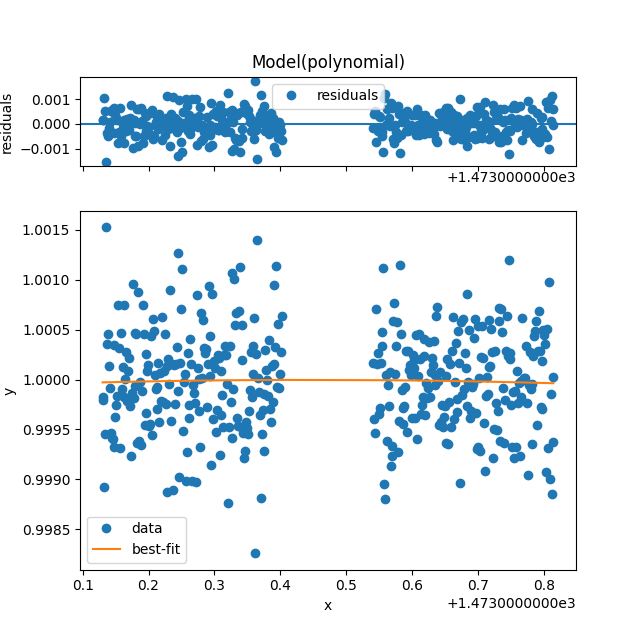 Model(polynomial)
residuals
0.001
0.000
−0.001
residuals
+1.4730000000e3
y
1.0015
1.0010
1.0005
1.0000
0.9995
0.9990
0.9985
data
best-fit
0.1 0.2 0.3 0.4 0.5 0.6 0.7 0.8
x
+1.4730000000e3